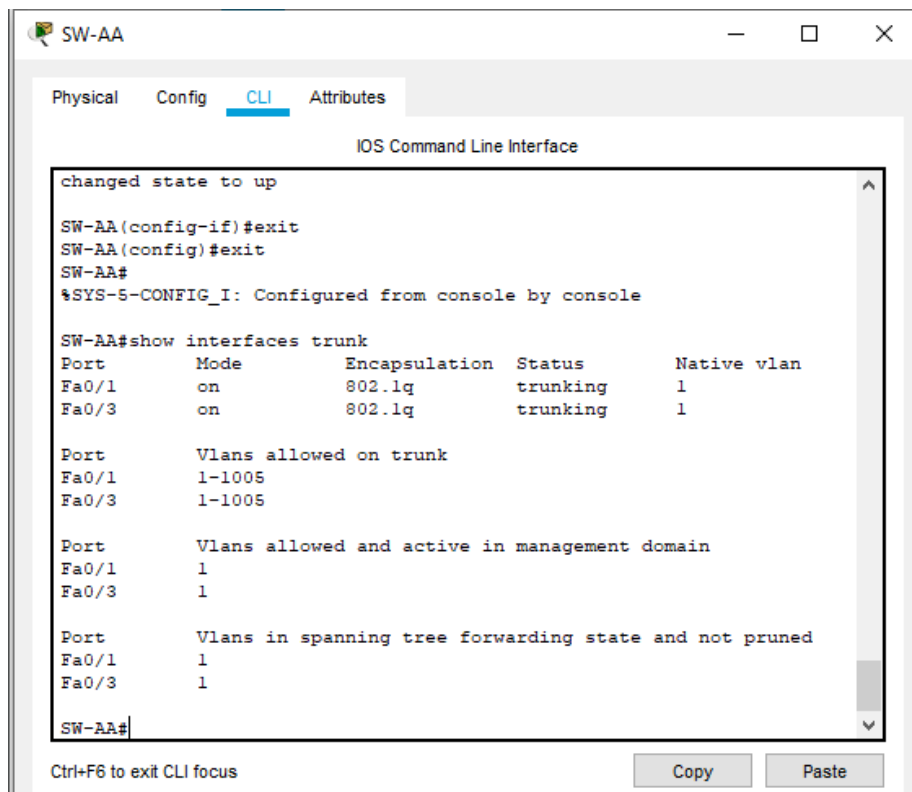 SW-AA
Physical Config CLI Attributes
IOS Command Line Interface
changed state to up
SW-AA(config-if)#exit
SW-AA(config)#exit
SW-AA#
%SYS-5-CONFIG_I: Configured from console by console
SW-AA#show interfaces trunk
Port Mode Encapsulation Status Native vlan
Fa0/1 on 802.1q trunking 1
Fa0/3 on 802.1q trunking 1
Port Vlans allowed on trunk
Fa0/1 1-1005
Fa0/3 1-1005
Port Vlans allowed and active in management domain
Fa0/1 1
Fa0/3 1
Port Vlans in spanning tree forwarding state and not pruned
Fa0/1 1
Fa0/3 1
SW-AA#
Ctrl+F6 to exit CLI focus Copy Paste